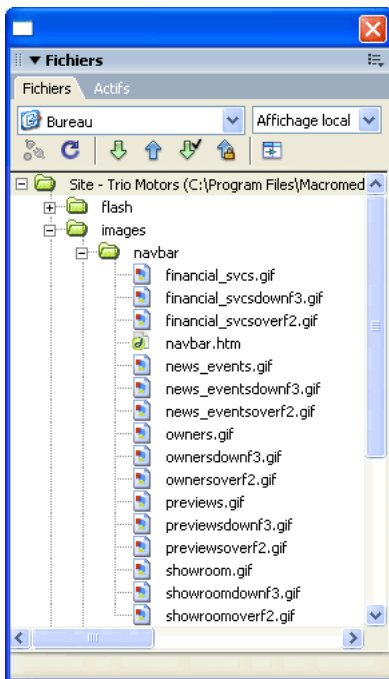 Fichiers
Fichiers Actifs
Bureau Affichage local
Site - Trio Motors (C:\Program Files\Macromed
flash
images
navbar
financial_svcs.gif
financial_svcsdownf3.gif
financial_svcsoverf2.gif
navbar.htm
news_events.gif
news_eventsdownf3.gif
news_eventsoverf2.gif
owners.gif
ownersdownf3.gif
ownersoverf2.gif
previews.gif
previewsdownf3.gif
previewsoverf2.gif
showroom.gif
showroomdownf3.gif
showroomoverf2.gif